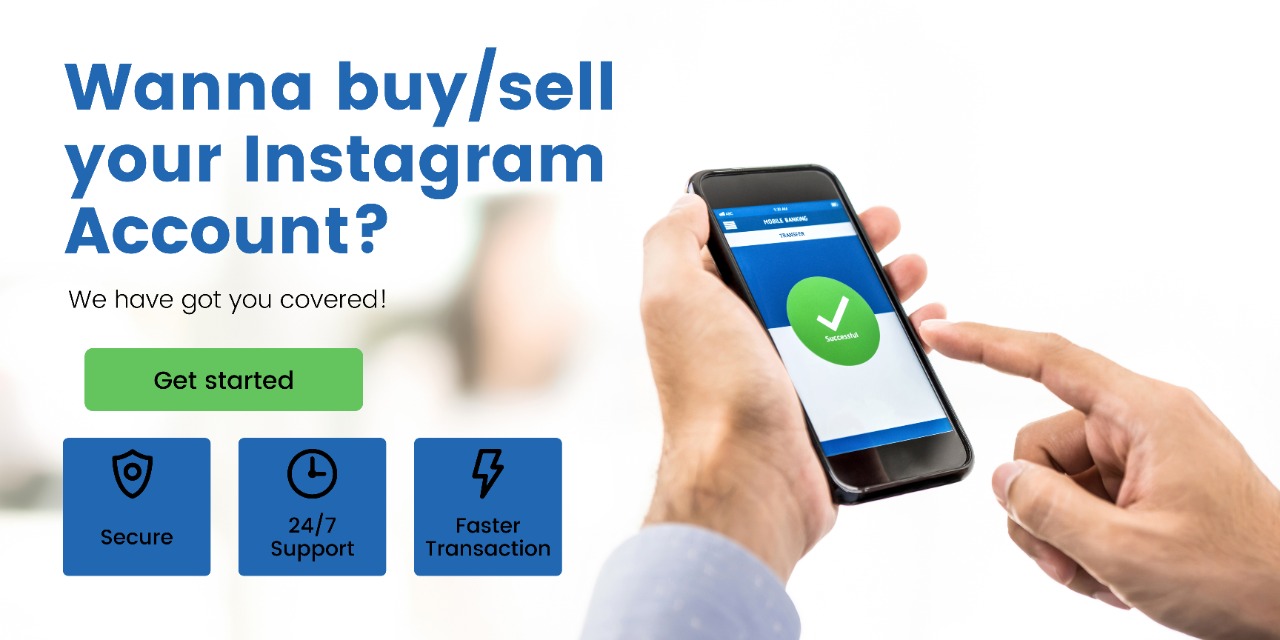 Wanna buy/sell
your Instagram
Account?
We have got you covered!
Get started
Secure
24/7
Support
Faster
Transaction
MOBILE BANKING
TRANSFER
Successful